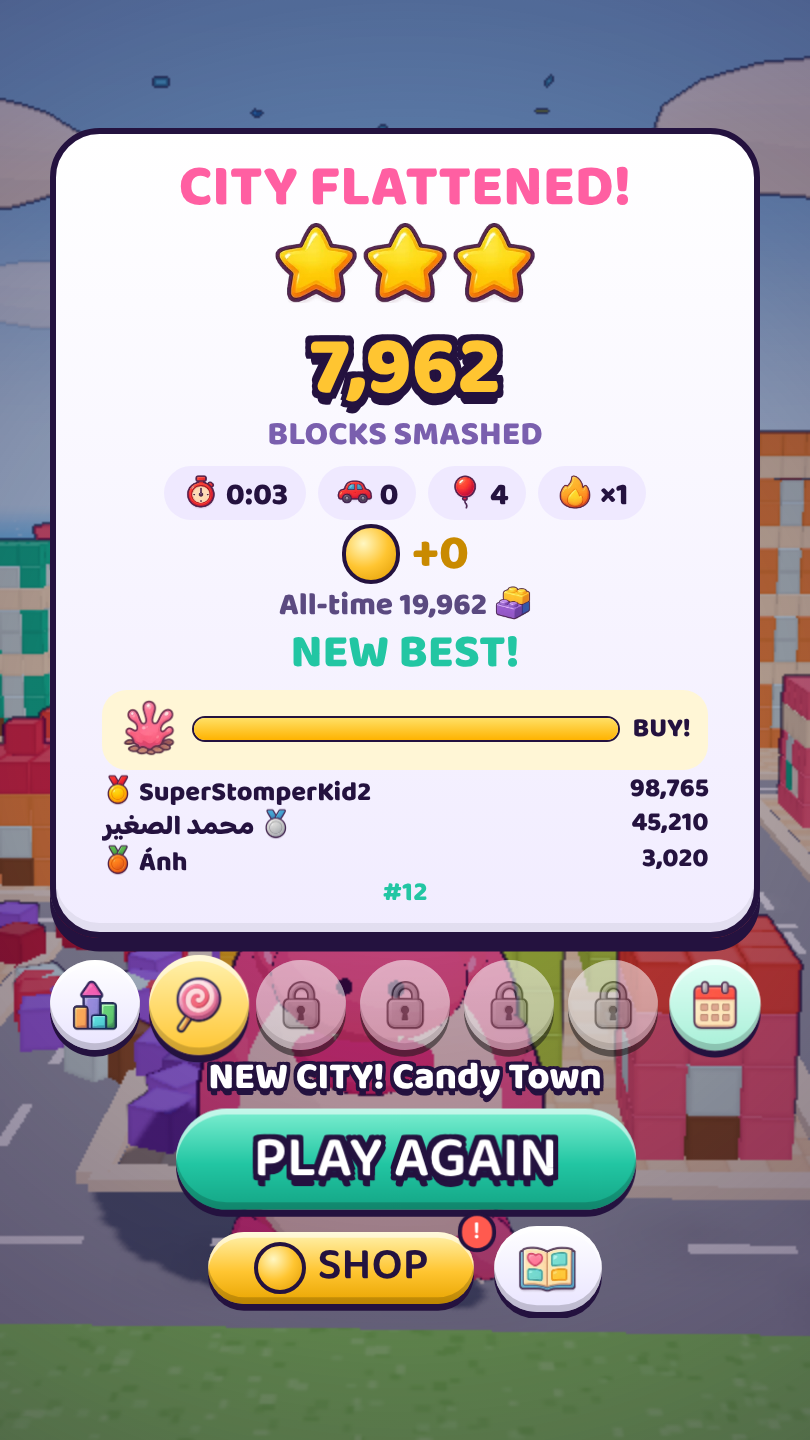 CITY FLATTENED!
7,962
BLOCKS SMASHED
0:03 0 4 ×1
+0
All-time 19,962
NEW BEST!
BUY!
SuperStomperKid2 98,765
محمد الصغير 45,210
Ánh 3,020
#12
NEW CITY! Candy Town
PLAY AGAIN
!
SHOP